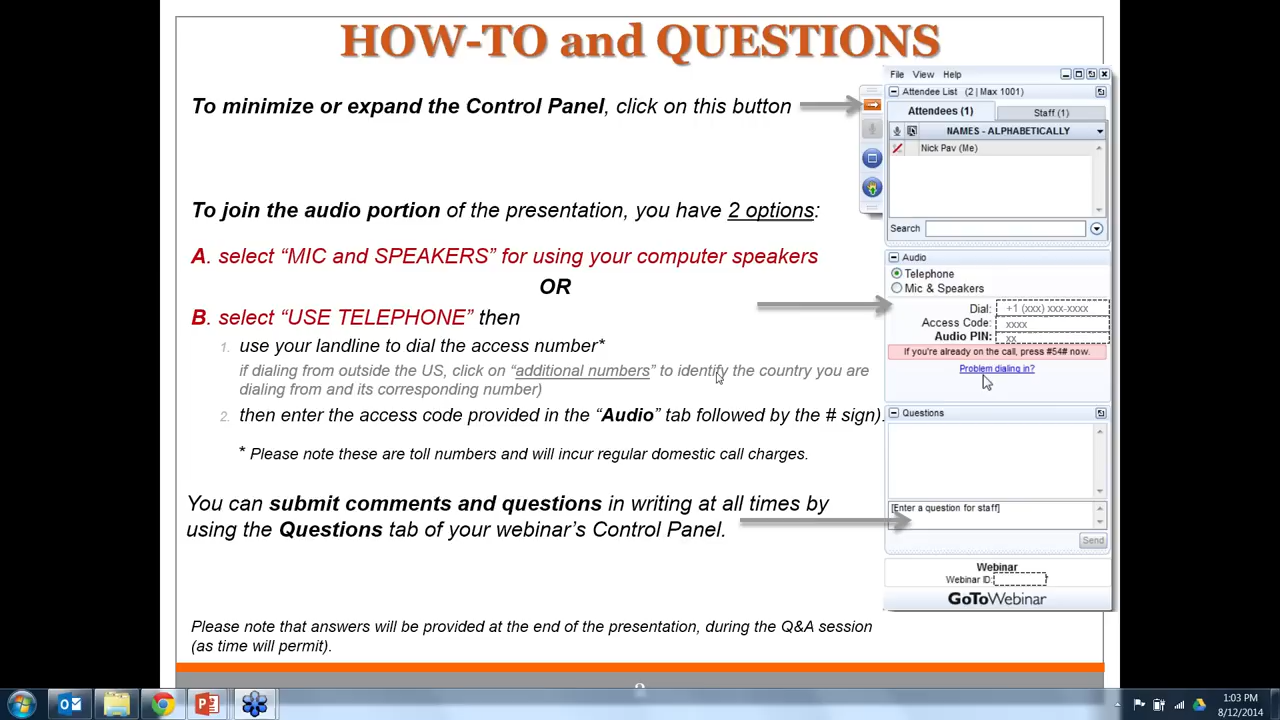 HOW-TO and QUESTIONS
To minimize or expand the Control Panel, click on this button
To join the audio portion of the presentation, you have 2 options:
A. select “MIC and SPEAKERS” for using your computer speakers
OR
B. select “USE TELEPHONE” then
1. use your landline to dial the access number*
if dialing from outside the US, click on “additional numbers” to identify the country you are
dialing from and its corresponding number)
2. then enter the access code provided in the “Audio” tab followed by the # sign).
* Please note these are toll numbers and will incur regular domestic call charges.
You can submit comments and questions in writing at all times by
using the Questions tab of your webinar’s Control Panel.
Please note that answers will be provided at the end of the presentation, during the Q&A session
(as time will permit).
File View Help
Attendee List (2 | Max 1001)
Attendees (1) Staff (1)
NAMES - ALPHABETICALLY
Nick Pav (Me)
Search
Audio
Telephone
Mic & Speakers
Dial: +1 (xxx) xxx-xxxx
Access Code: xxxx
Audio PIN: xx
If you're already on the call, press #54# now.
Problem dialing in?
Questions
[Enter a question for staff]
Send
Webinar
Webinar ID:
GoToWebinar
1:03 PM
8/12/2014